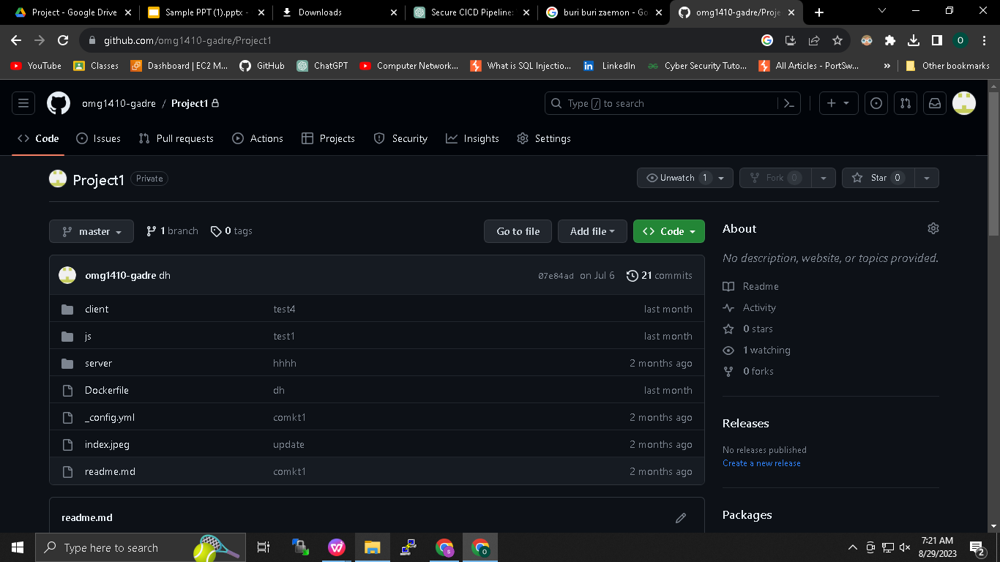 Project - Google Drive
Sample PPT (1).pptx -
Downloads
Secure CICD Pipeline:
buri buri zaemon - Go
omg1410-gadre/Proje
github.com/omg1410-gadre/Project1
O
YouTube
Classes
Dashboard | EC2 M...
GitHub
ChatGPT
Computer Network...
What is SQL Injectio...
LinkedIn
Cyber Security Tuto...
All Articles - PortSw...
»
Other bookmarks
omg1410-gadre / Project1
Type / to search
Code
Issues
Pull requests
Actions
Projects
Security
Insights
Settings
Project1 Private
Unwatch 1
Fork 0
Star 0
master
1 branch
0 tags
Go to file
Add file
Code
omg1410-gadre dh 07e84ad on Jul 6 21 commits
client test4 last month
js test1 last month
server hhhh 2 months ago
Dockerfile dh last month
_config.yml comkt1 2 months ago
index.jpeg update 2 months ago
readme.md comkt1 2 months ago
readme.md
About
No description, website, or topics provided.
Readme
Activity
0 stars
1 watching
0 forks
Releases
No releases published
Create a new release
Packages
Type here to search
7:21 AM
8/29/2023
2